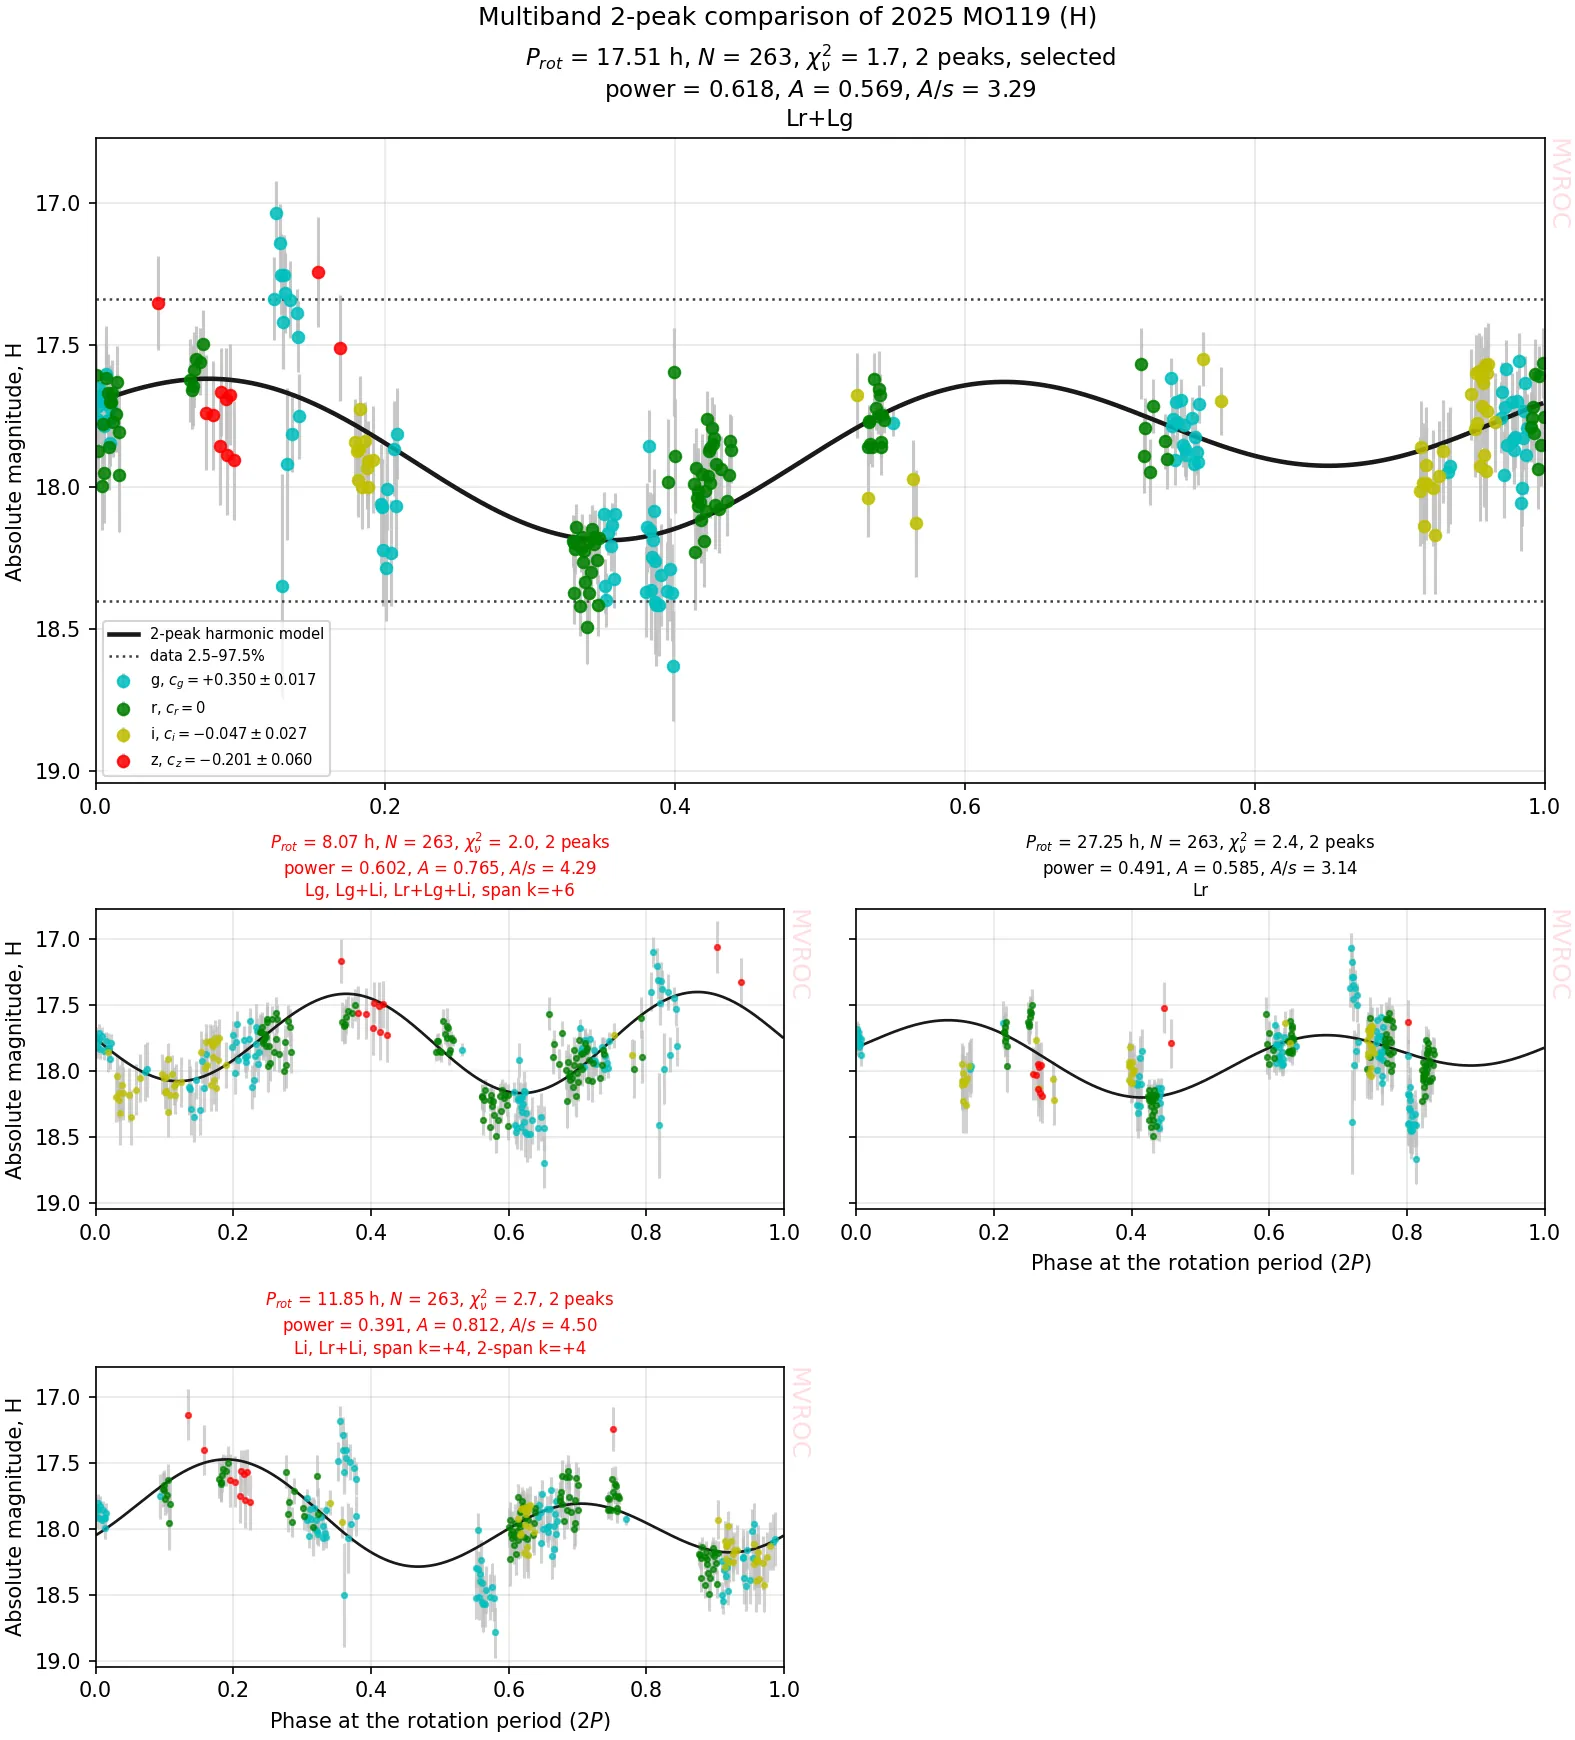 Multiband 2-peak comparison of 2025 MO119 (H)
P_rot = 17.51 h, N = 263, χ²_ν = 1.7, 2 peaks, selected
power = 0.618, A = 0.569, A/s = 3.29
Lr+Lg
Absolute magnitude, H
17.0
17.5
18.0
18.5
19.0
2-peak harmonic model
data 2.5–97.5%
g, c_g = +0.350 ± 0.017
r, c_r = 0
i, c_i = −0.047 ± 0.027
z, c_z = −0.201 ± 0.060
0.0 0.2 0.4 0.6 0.8 1.0
MVROC
P_rot = 8.07 h, N = 263, χ²_ν = 2.0, 2 peaks
power = 0.602, A = 0.765, A/s = 4.29
Lg, Lg+Li, Lr+Lg+Li, span k=+6
Absolute magnitude, H
17.0
17.5
18.0
18.5
19.0
0.0 0.2 0.4 0.6 0.8 1.0
MVROC
P_rot = 27.25 h, N = 263, χ²_ν = 2.4, 2 peaks
power = 0.491, A = 0.585, A/s = 3.14
Lr
0.0 0.2 0.4 0.6 0.8 1.0
Phase at the rotation period (2P)
MVROC
P_rot = 11.85 h, N = 263, χ²_ν = 2.7, 2 peaks
power = 0.391, A = 0.812, A/s = 4.50
Li, Lr+Li, span k=+4, 2-span k=+4
Absolute magnitude, H
17.0
17.5
18.0
18.5
19.0
0.0 0.2 0.4 0.6 0.8 1.0
Phase at the rotation period (2P)
MVROC